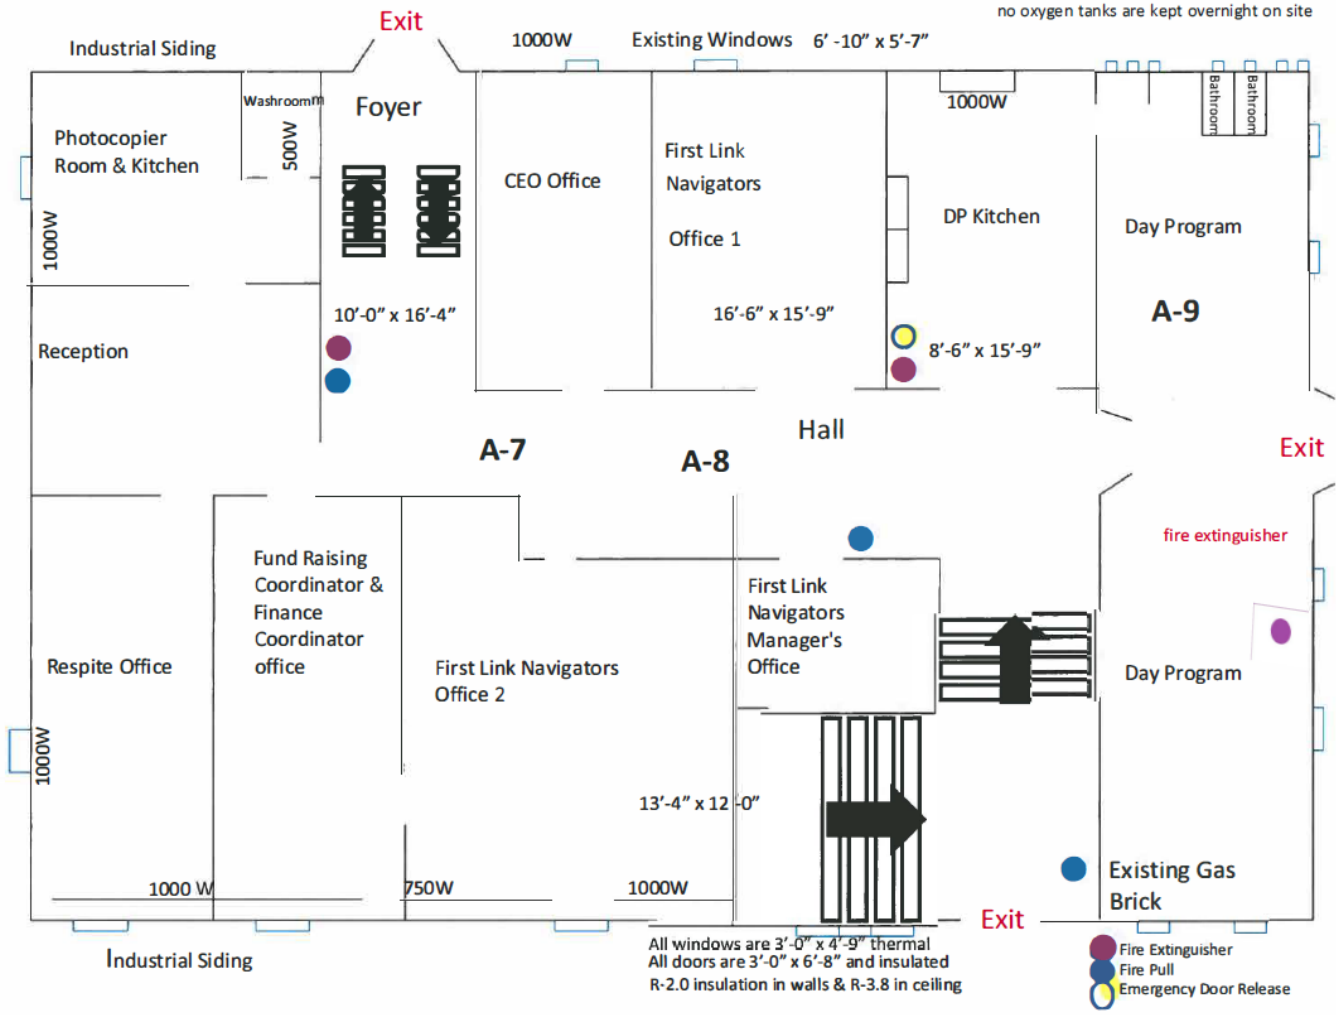 no oxygen tanks are kept overnight on site
Exit
Industrial Siding
1000W
Existing Windows 6' -10" x 5'-7"
Washroomm
Foyer
1000W
Bathroom
Bathroom
Photocopier
Room & Kitchen
500W
First Link
Navigators
CEO Office
Office 1
DP Kitchen
Day Program
1000W
A-9
10'-0" x 16'-4"
16'-6" x 15'-9"
Reception
8'-6" x 15'-9"
Hall
A-7
A-8
Exit
fire extinguisher
Fund Raising
Coordinator &
Finance
Coordinator
office
First Link
Navigators
Manager's
Office
Respite Office
First Link Navigators
Office 2
Day Program
1000W
13'-4" x 12'-0"
Existing Gas
Brick
1000 W
750W
1000W
Exit
Industrial Siding
All windows are 3'-0" x 4'-9" thermal
All doors are 3'-0" x 6'-8" and insulated
R-2.0 insulation in walls & R-3.8 in ceiling
Fire Extinguisher
Fire Pull
Emergency Door Release